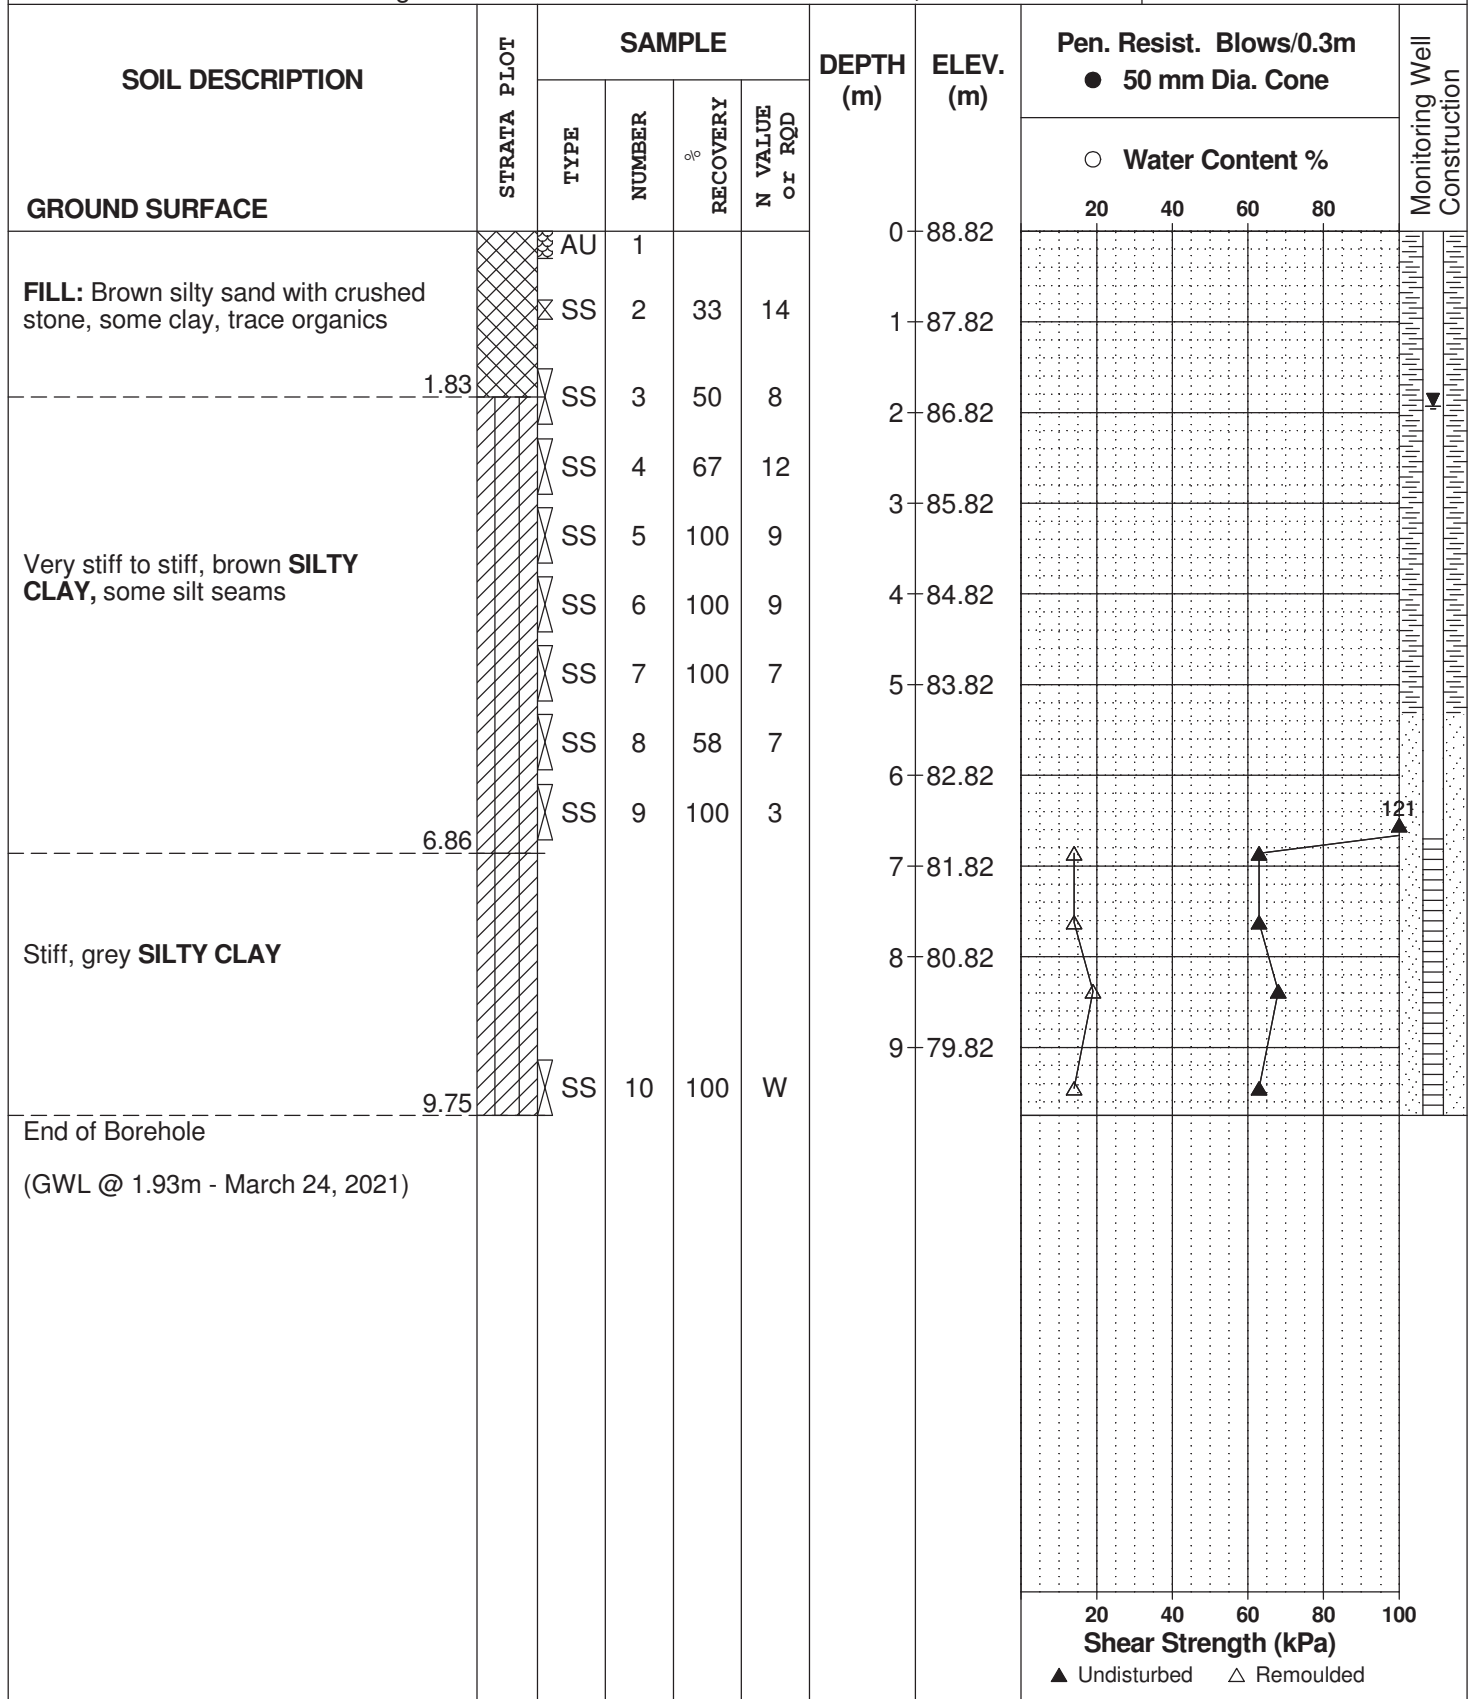 SOIL DESCRIPTION
GROUND SURFACE
STRATA PLOT
SAMPLE
TYPE
NUMBER
%
RECOVERY
N VALUE
or RQD
DEPTH
(m)
ELEV.
(m)
Pen. Resist. Blows/0.3m
● 50 mm Dia. Cone
○ Water Content %
20 40 60 80
Monitoring Well
Construction
0 88.82
AU 1
FILL: Brown silty sand with crushed
stone, some clay, trace organics
SS 2 33 14
1 87.82
1.83
SS 3 50 8
2 86.82
SS 4 67 12
3 85.82
SS 5 100 9
Very stiff to stiff, brown SILTY
CLAY, some silt seams
4 84.82
SS 6 100 9
SS 7 100 7
5 83.82
SS 8 58 7
6 82.82
SS 9 100 3
121
6.86
7 81.82
Stiff, grey SILTY CLAY
8 80.82
9 79.82
SS 10 100 W
9.75
End of Borehole
(GWL @ 1.93m - March 24, 2021)
20 40 60 80 100
Shear Strength (kPa)
▲ Undisturbed △ Remoulded